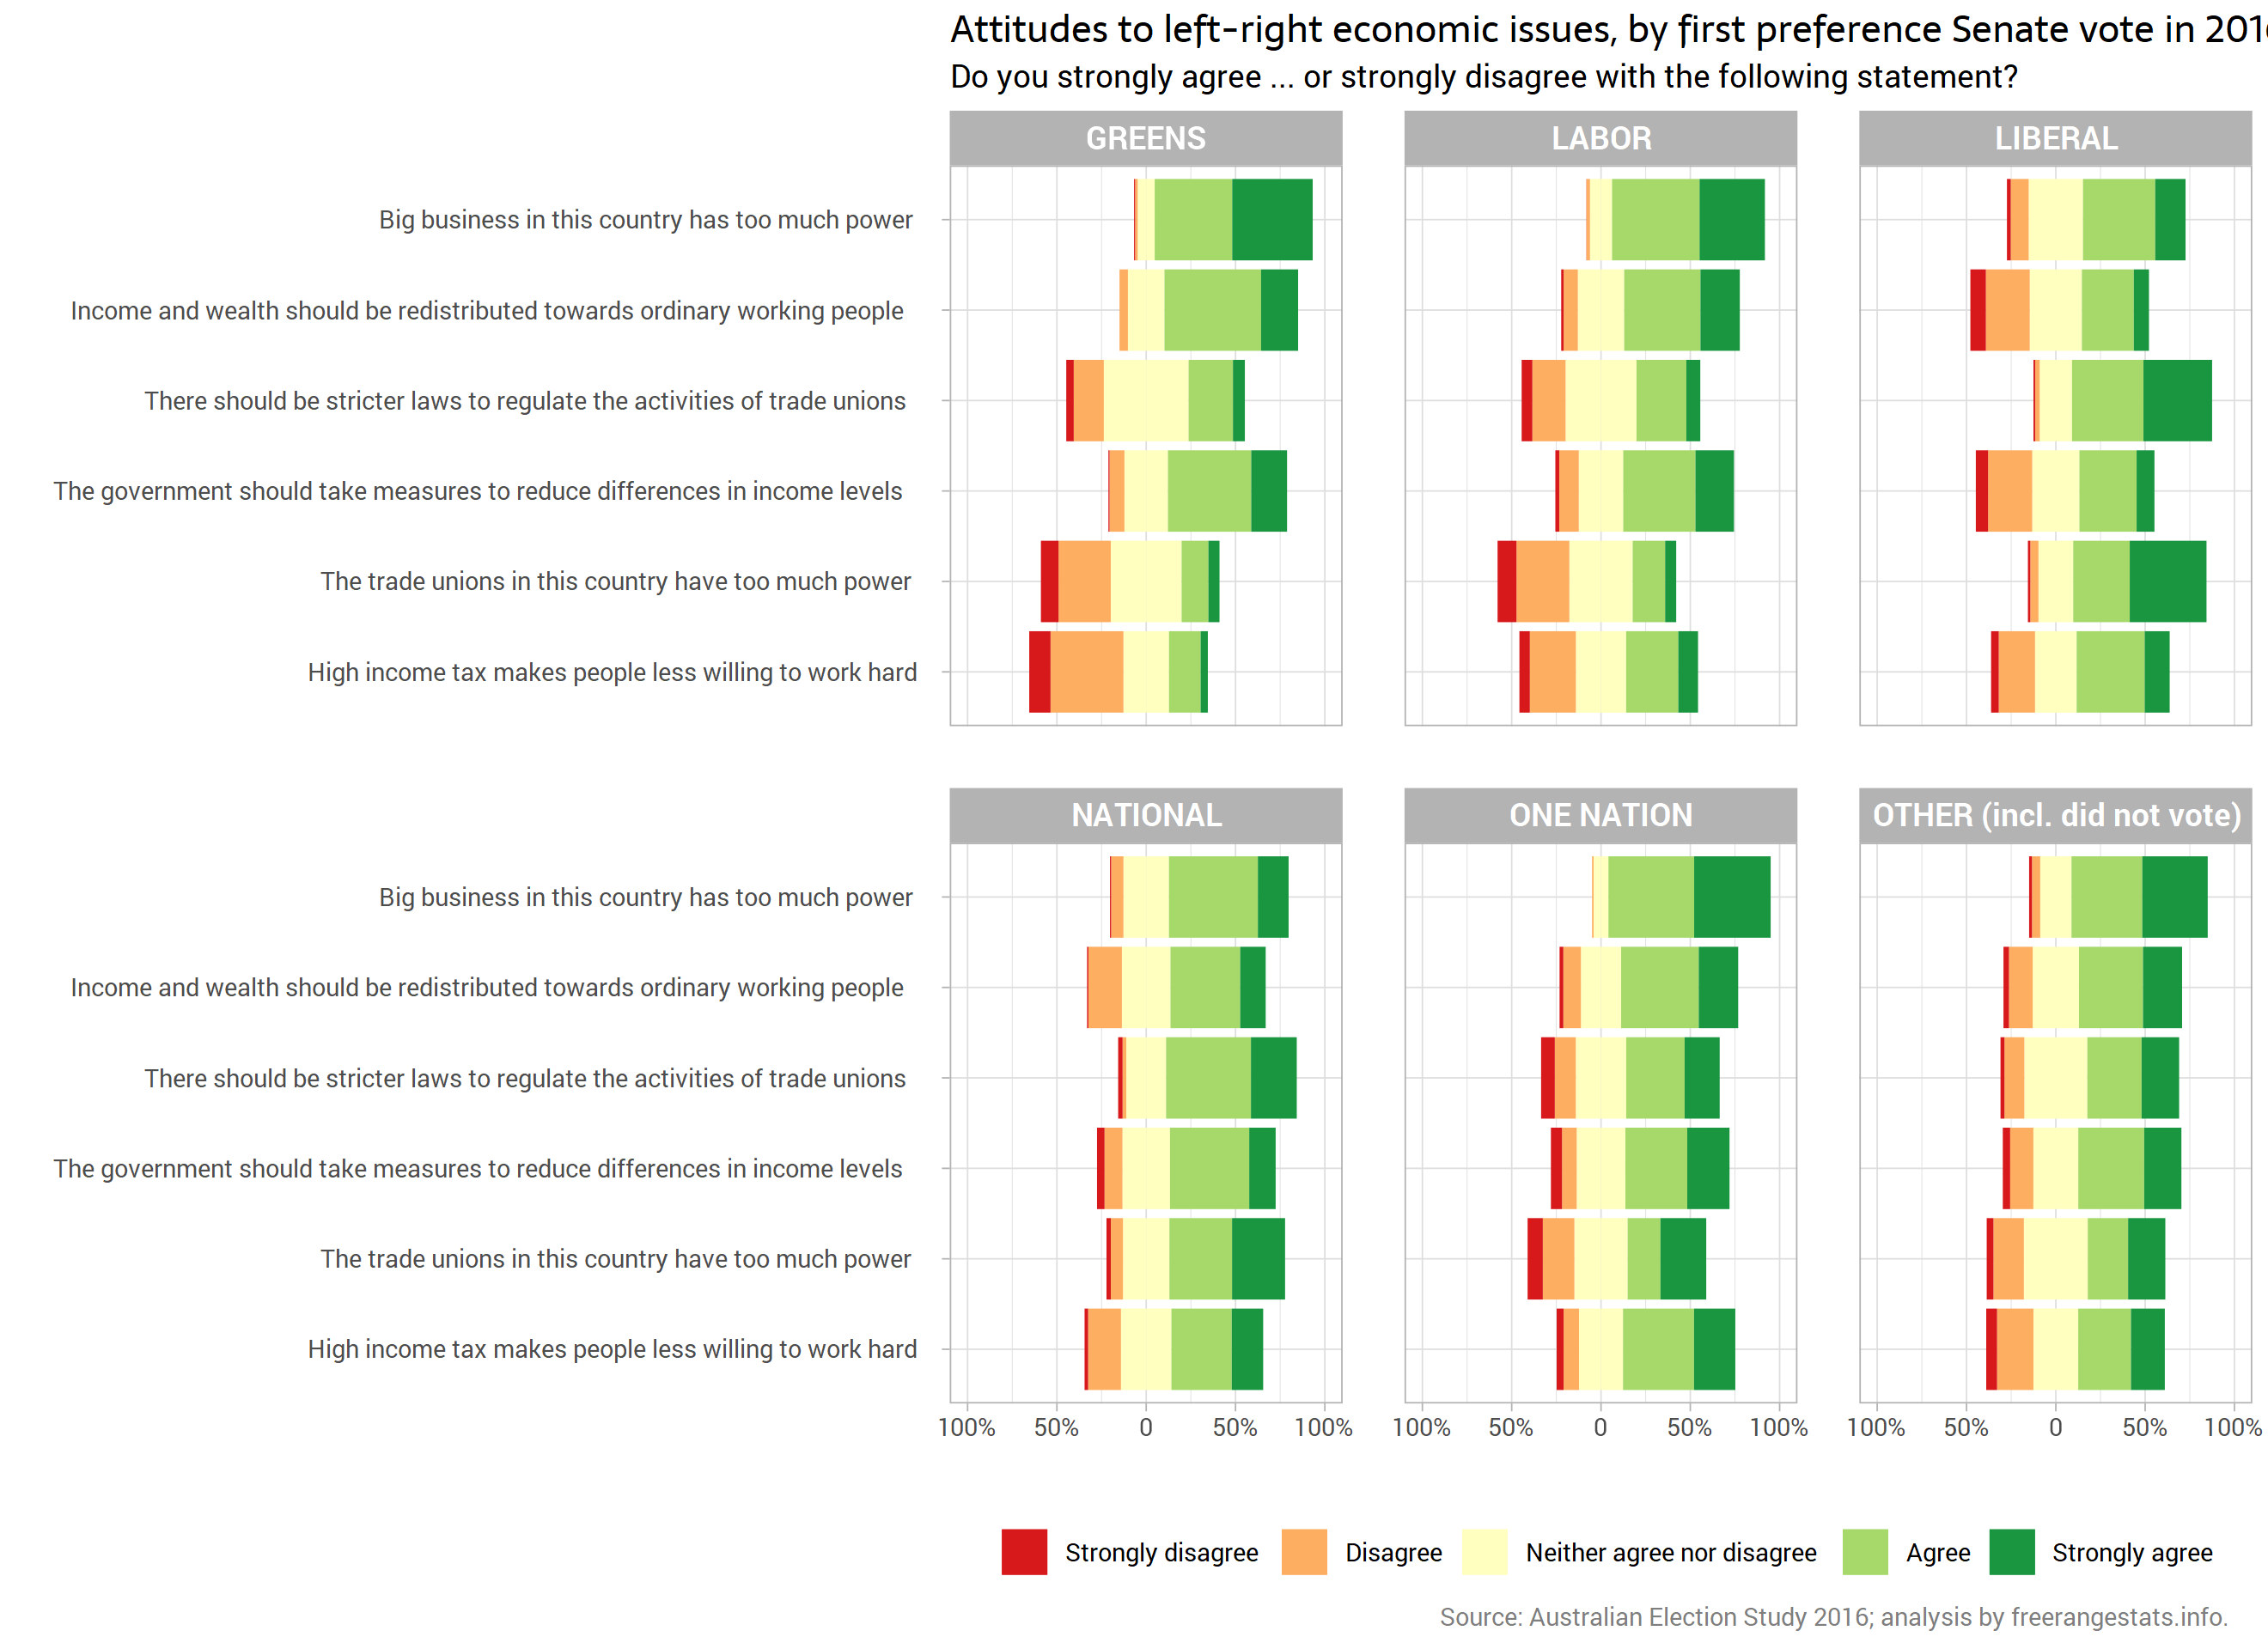 Attitudes to left-right economic issues, by first preference Senate vote in 201
Do you strongly agree ... or strongly disagree with the following statement?
GREENS LABOR LIBERAL
Big business in this country has too much power
Income and wealth should be redistributed towards ordinary working people
There should be stricter laws to regulate the activities of trade unions
The government should take measures to reduce differences in income levels
The trade unions in this country have too much power
High income tax makes people less willing to work hard
NATIONAL ONE NATION OTHER (incl. did not vote)
Big business in this country has too much power
Income and wealth should be redistributed towards ordinary working people
There should be stricter laws to regulate the activities of trade unions
The government should take measures to reduce differences in income levels
The trade unions in this country have too much power
High income tax makes people less willing to work hard
100% 50% 0 50% 100% 100% 50% 0 50% 100% 100% 50% 0 50% 100%
Strongly disagree Disagree Neither agree nor disagree Agree Strongly agree
Source: Australian Election Study 2016; analysis by freerangestats.info.